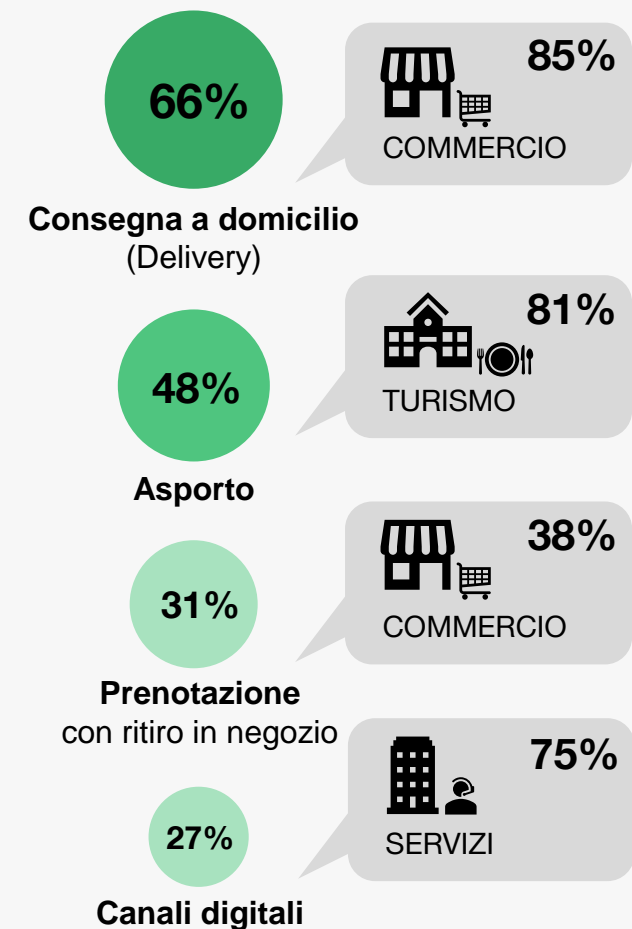 66%
85%
COMMERCIO
Consegna a domicilio
(Delivery)
48%
81%
TURISMO
Asporto
31%
38%
COMMERCIO
Prenotazione
con ritiro in negozio
27%
75%
SERVIZI
Canali digitali